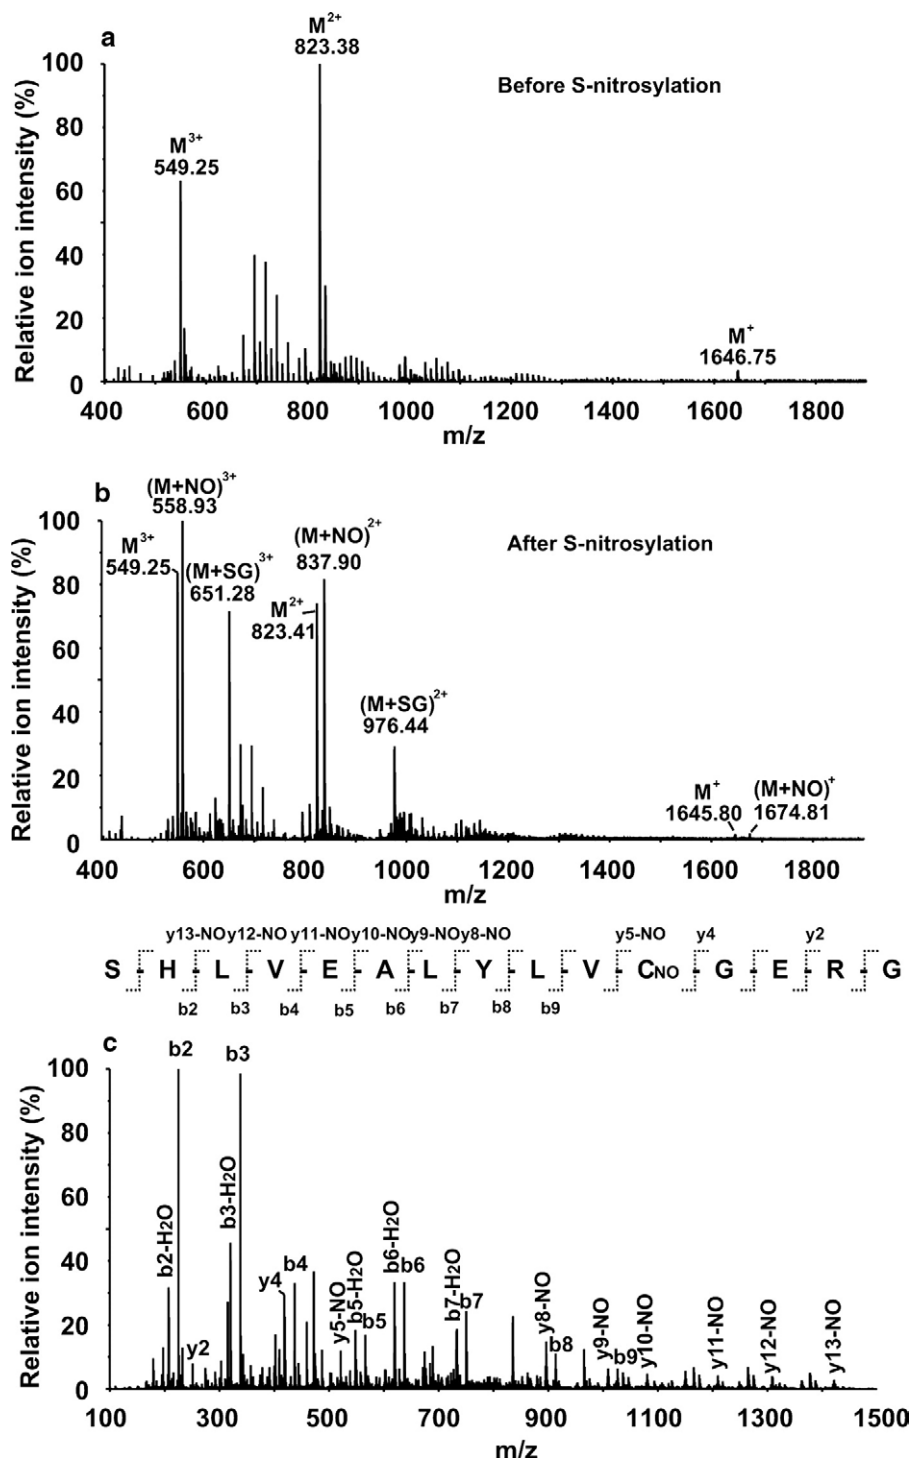 a
M2+
823.38
Before S-nitrosylation
M3+
549.25
M+
1646.75
Relative ion intensity (%)
100
80
60
40
20
0
400 600 800 1000 1200 1400 1600 1800
m/z
b
(M+NO)3+
558.93
After S-nitrosylation
M3+
549.25
(M+SG)3+
651.28
(M+NO)2+
837.90
M2+
823.41
(M+SG)2+
976.44
M+
1645.80
(M+NO)+
1674.81
Relative ion intensity (%)
100
80
60
40
20
0
400 600 800 1000 1200 1400 1600 1800
m/z
y13-NO y12-NO y11-NO y10-NO y9-NO y8-NO y5-NO y4 y2
S H L V E A L Y L V CNO G E R G
b2 b3 b4 b5 b6 b7 b8 b9
c
Relative ion intensity (%)
100
80
60
40
20
0
b2-H2O
b2
y2
b3-H2O
b3
y4
b4
y5-NO
b5-H2O
b5
b6-H2O
b6
b7-H2O
b7
y8-NO
b8
y9-NO
b9
y10-NO
y11-NO
y12-NO
y13-NO
100 300 500 700 900 1100 1300 1500
m/z